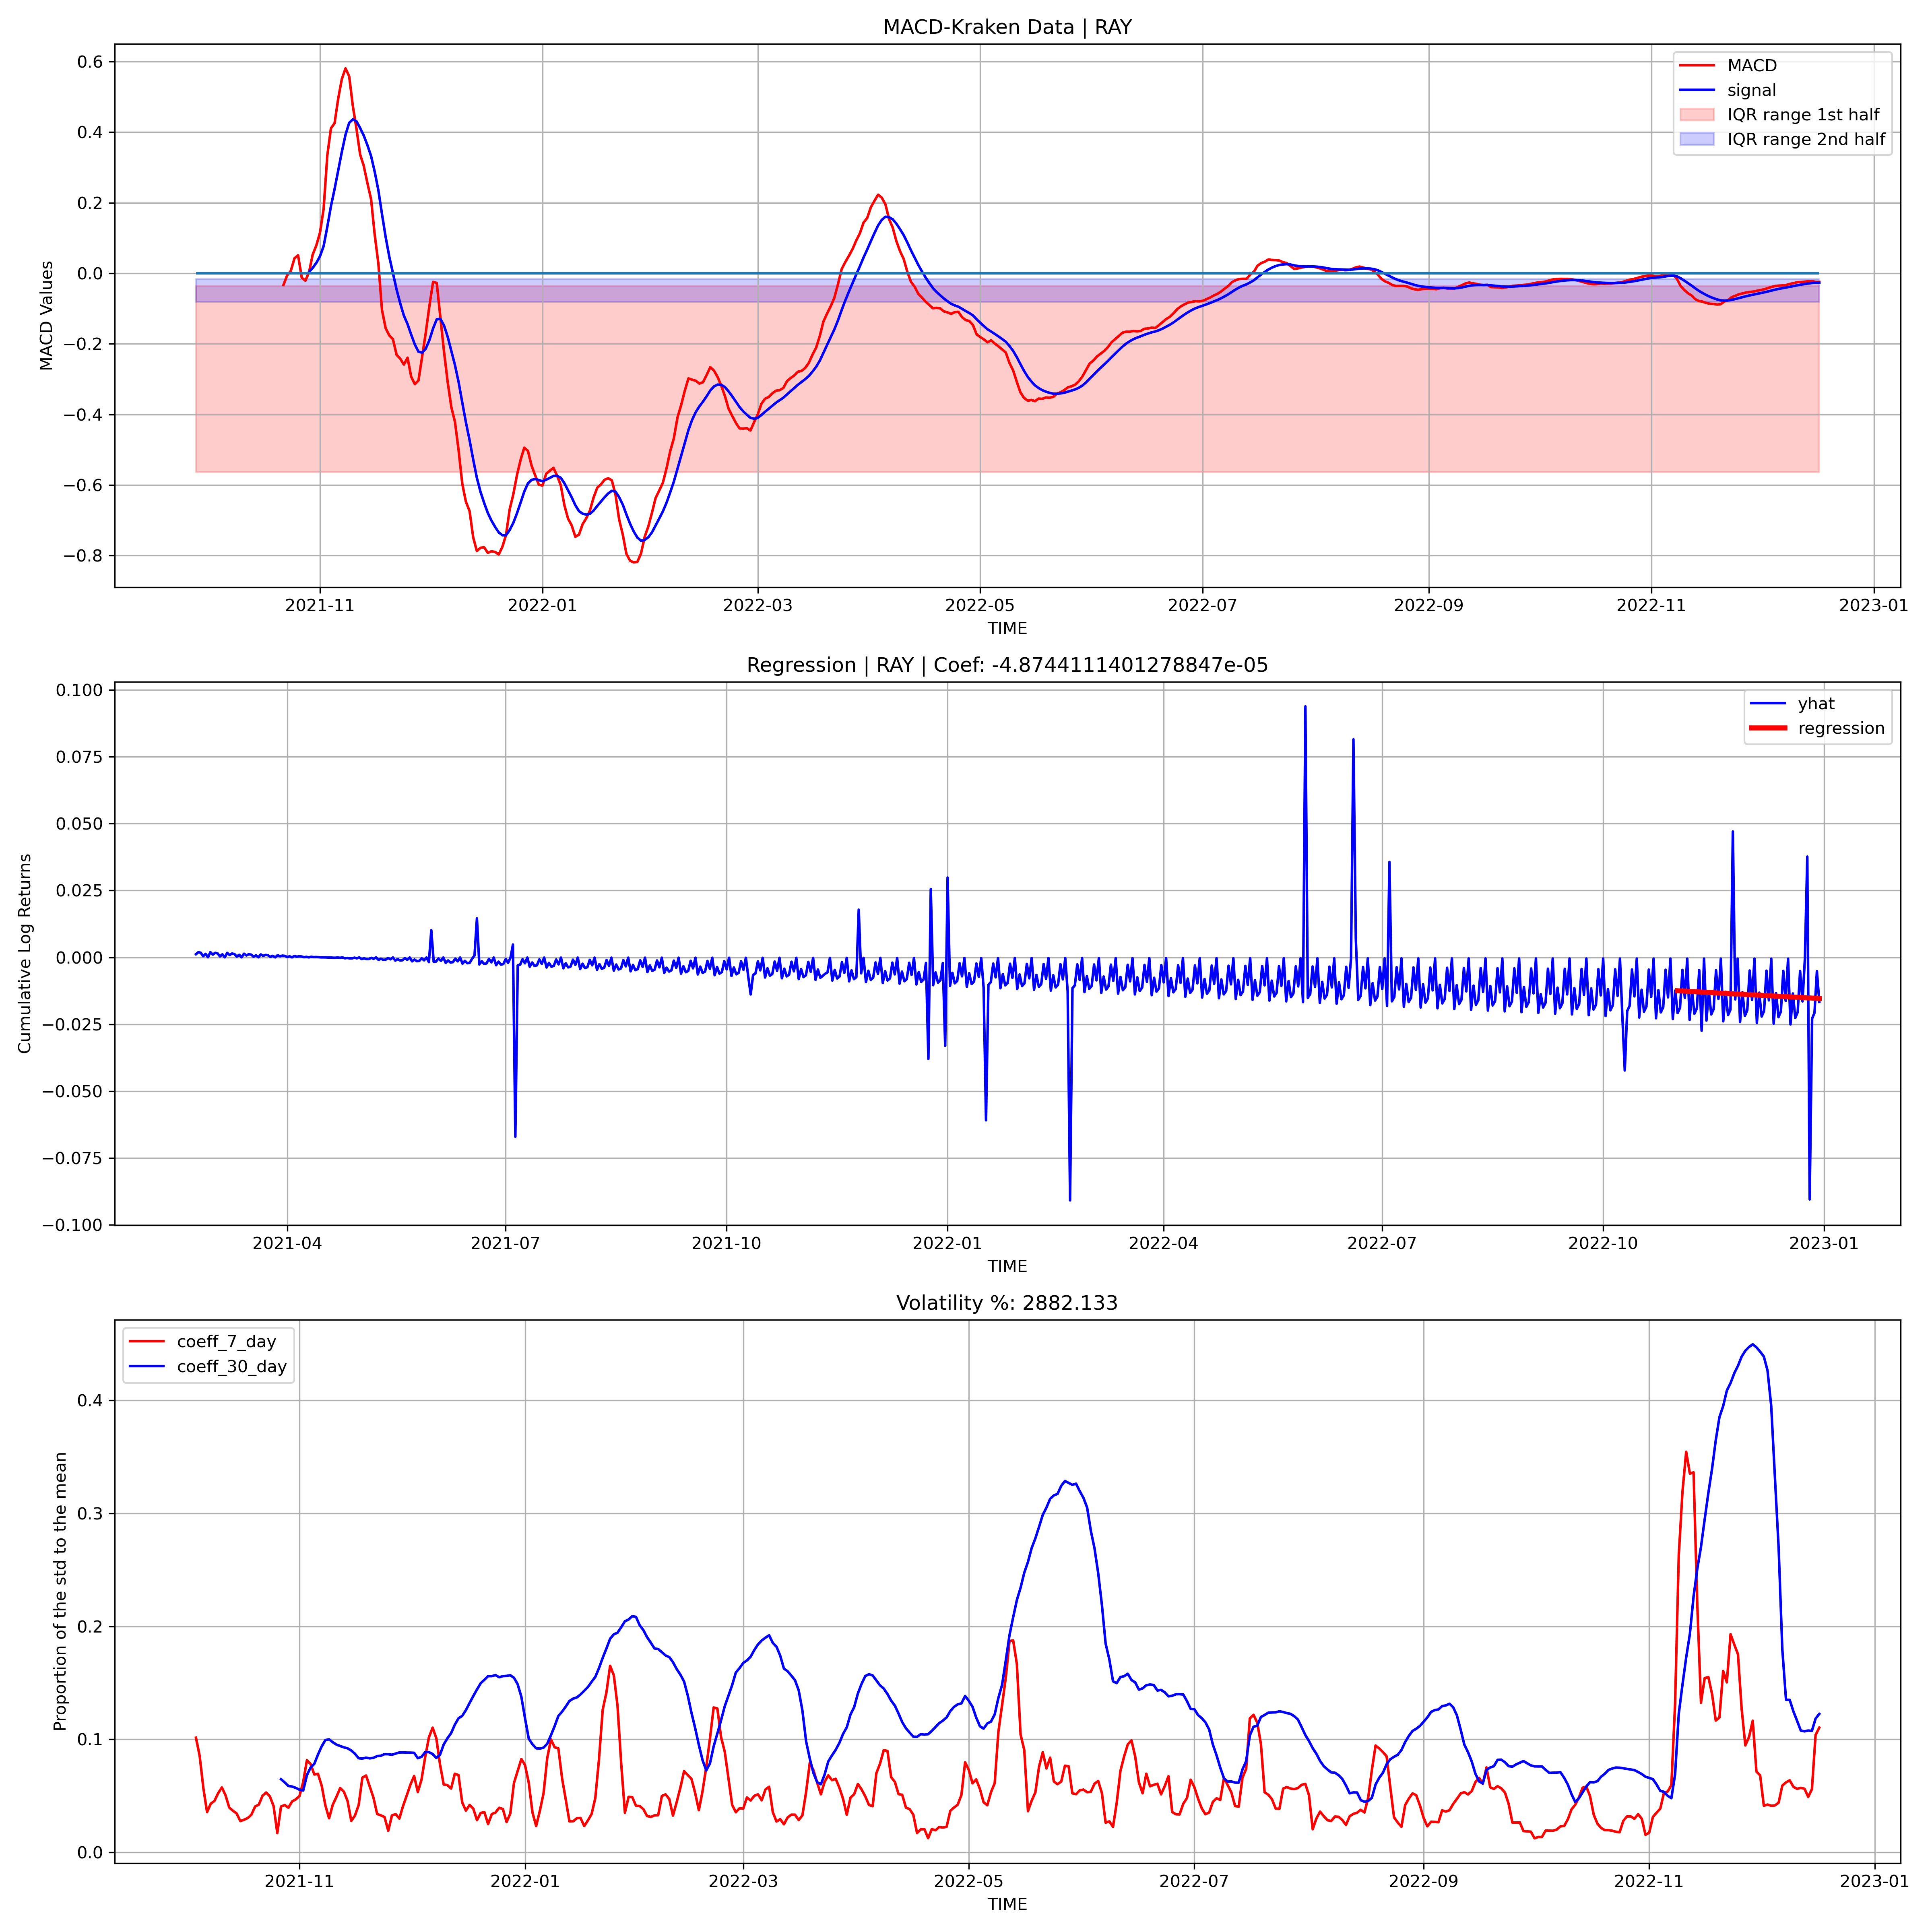 MACD-Kraken Data | RAY
MACD Values
0.6
0.4
0.2
0.0
−0.2
−0.4
−0.6
−0.8
MACD
signal
IQR range 1st half
IQR range 2nd half
2021-11 2022-01 2022-03 2022-05 2022-07 2022-09 2022-11 2023-01
TIME
Regression | RAY | Coef: -4.8744111401278847e-05
Cumulative Log Returns
0.100
0.075
0.050
0.025
0.000
−0.025
−0.050
−0.075
−0.100
yhat
regression
2021-04 2021-07 2021-10 2022-01 2022-04 2022-07 2022-10 2023-01
TIME
Volatility %: 2882.133
Proportion of the std to the mean
coeff_7_day
coeff_30_day
0.4
0.3
0.2
0.1
0.0
2021-11 2022-01 2022-03 2022-05 2022-07 2022-09 2022-11 2023-01
TIME